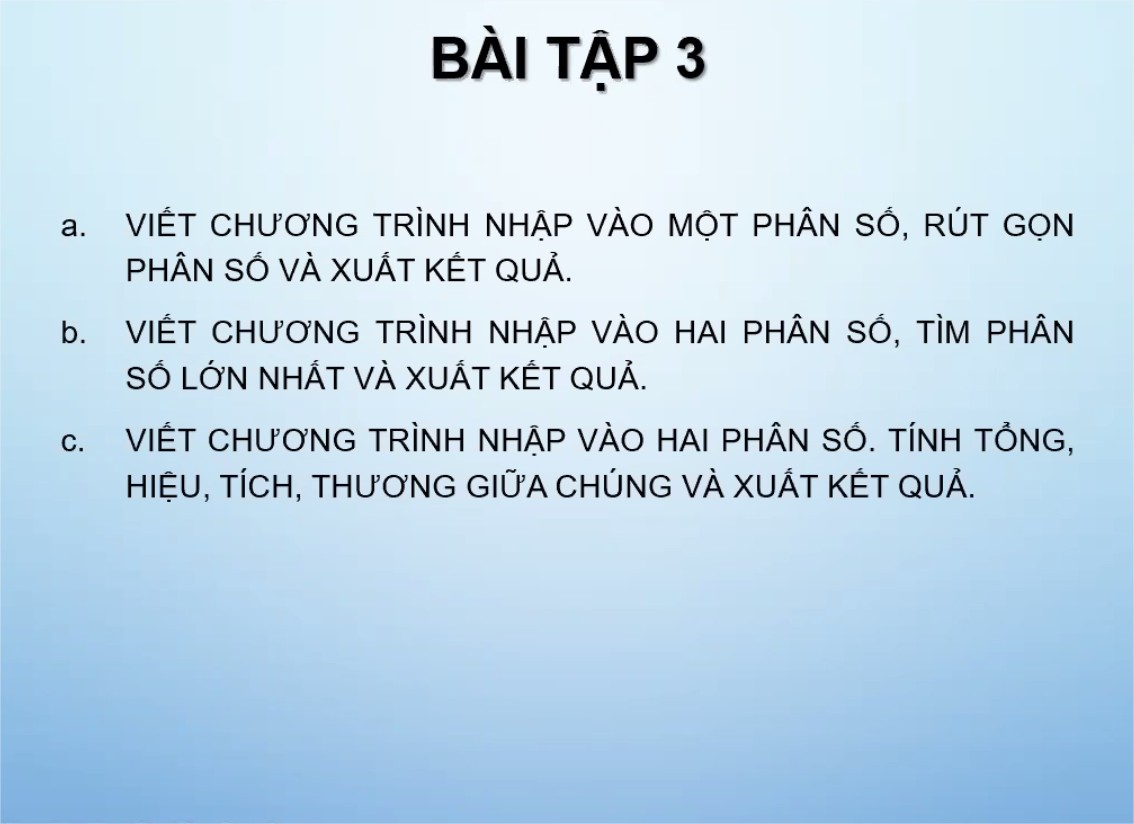 BÀI TẬP 3
a. VIẾT CHƯƠNG TRÌNH NHẬP VÀO MỘT PHÂN SỐ, RÚT GỌN
PHÂN SỐ VÀ XUẤT KẾT QUẢ.
b. VIẾT CHƯƠNG TRÌNH NHẬP VÀO HAI PHÂN SỐ, TÌM PHÂN
SỐ LỚN NHẤT VÀ XUẤT KẾT QUẢ.
c. VIẾT CHƯƠNG TRÌNH NHẬP VÀO HAI PHÂN SỐ. TÍNH TỔNG,
HIỆU, TÍCH, THƯƠNG GIỮA CHÚNG VÀ XUẤT KẾT QUẢ.